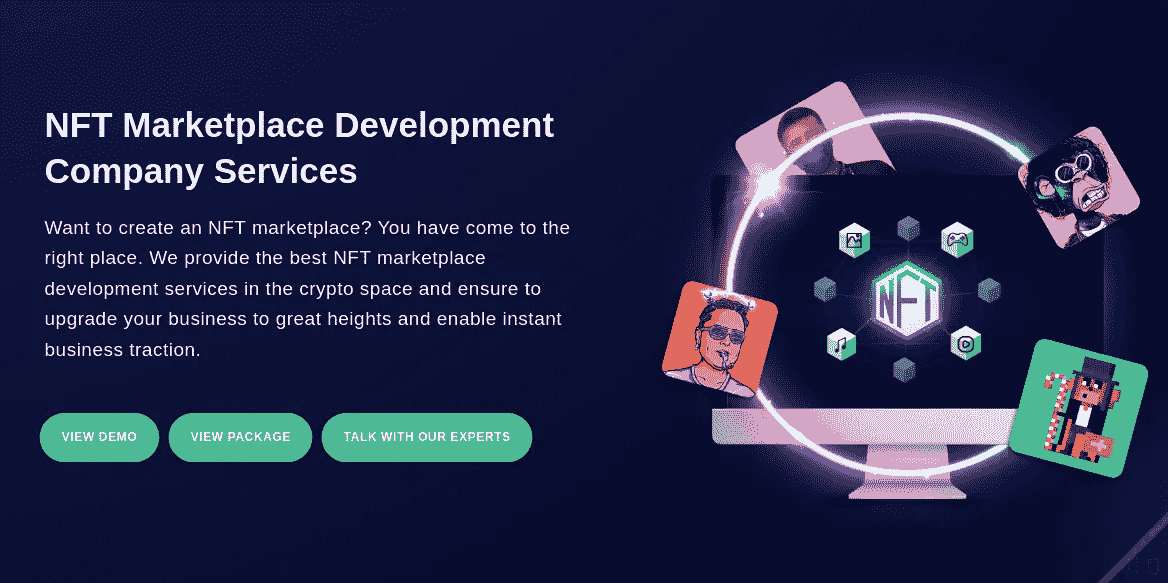 NFT Marketplace Development
Company Services
Want to create an NFT marketplace? You have come to the
right place. We provide the best NFT marketplace
development services in the crypto space and ensure to
upgrade your business to great heights and enable instant
business traction.
VIEW DEMO
VIEW PACKAGE
TALK WITH OUR EXPERTS
NFT